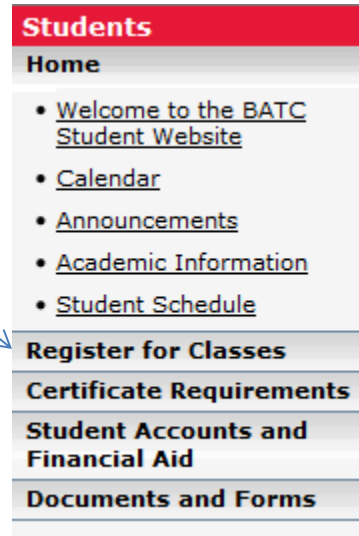 Students
Home
• Welcome to the BATC
Student Website
• Calendar
• Announcements
• Academic Information
• Student Schedule
Register for Classes
Certificate Requirements
Student Accounts and
Financial Aid
Documents and Forms